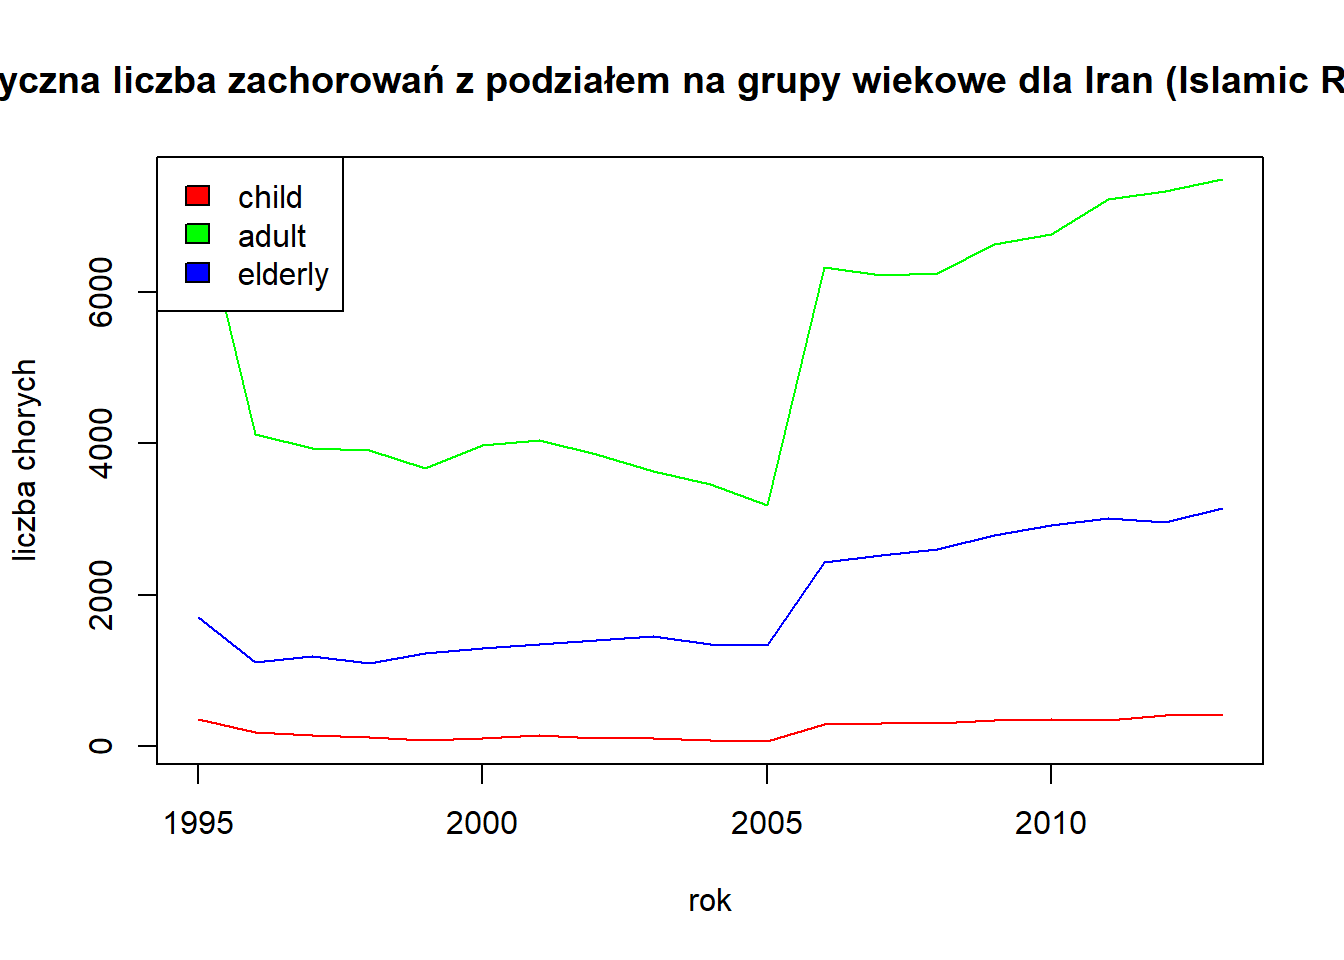 yczna liczba zachorowań z podziałem na grupy wiekowe dla Iran (Islamic R
child
adult
elderly
liczba chorych
6000
4000
2000
0
1995
2000
2005
2010
rok